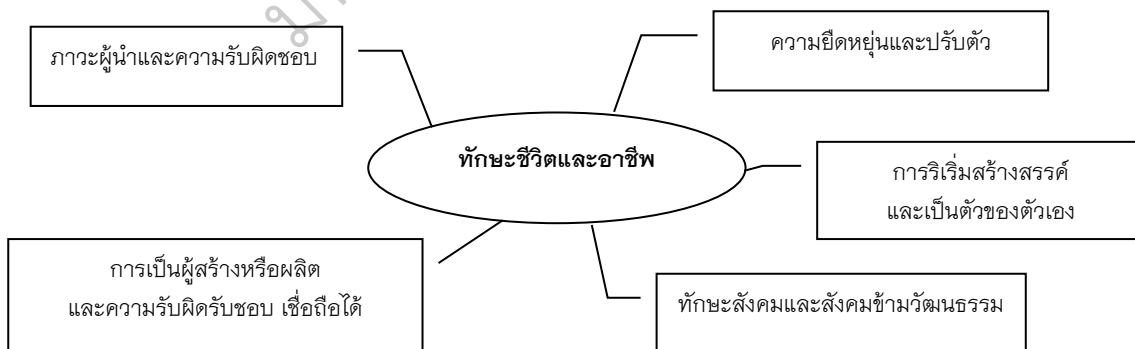 ภาวะผู้นำและความรับผิดชอบ
ความยืดหยุ่นและปรับตัว
ทักษะชีวิตและอาชีพ
การริเริ่มสร้างสรรค์
และเป็นตัวของตัวเอง
การเป็นผู้สร้างหรือผลิต
และความรับผิดรับชอบ เชื่อถือได้
ทักษะสังคมและสังคมข้ามวัฒนธรรม